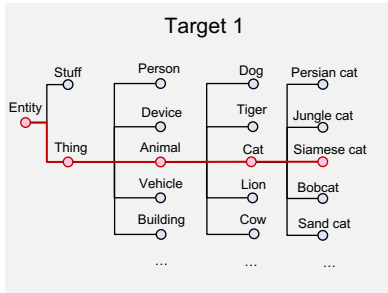 Target 1
Stuff
Person
Dog
Persian cat
Entity
Device
Tiger
Jungle cat
Thing
Animal
Cat
Siamese cat
Vehicle
Lion
Bobcat
Building
Cow
Sand cat
...
...
...